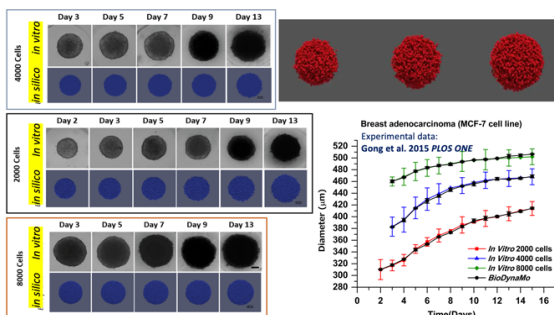 Day 3 Day 5 Day 7 Day 9 Day 13
4000 Cells
in vitro
in silico
Day 2 Day 3 Day 5 Day 7 Day 9 Day 13
2000 Cells
in vitro
in silico
Day 3 Day 5 Day 7 Day 9 Day 13
8000 Cells
in Vitro
in silico
Breast adenocarcinoma (MCF-7 cell line)
Experimental data:
Gong et al. 2015 PLOS ONE
Diameter (μm)
520
500
480
460
440
420
400
380
360
340
320
300
280
In Vitro 2000 cells
In Vitro 4000 cells
In Vitro 8000 cells
BioDynaMo
0 2 4 6 8 10 12 14 16
Time(Days)